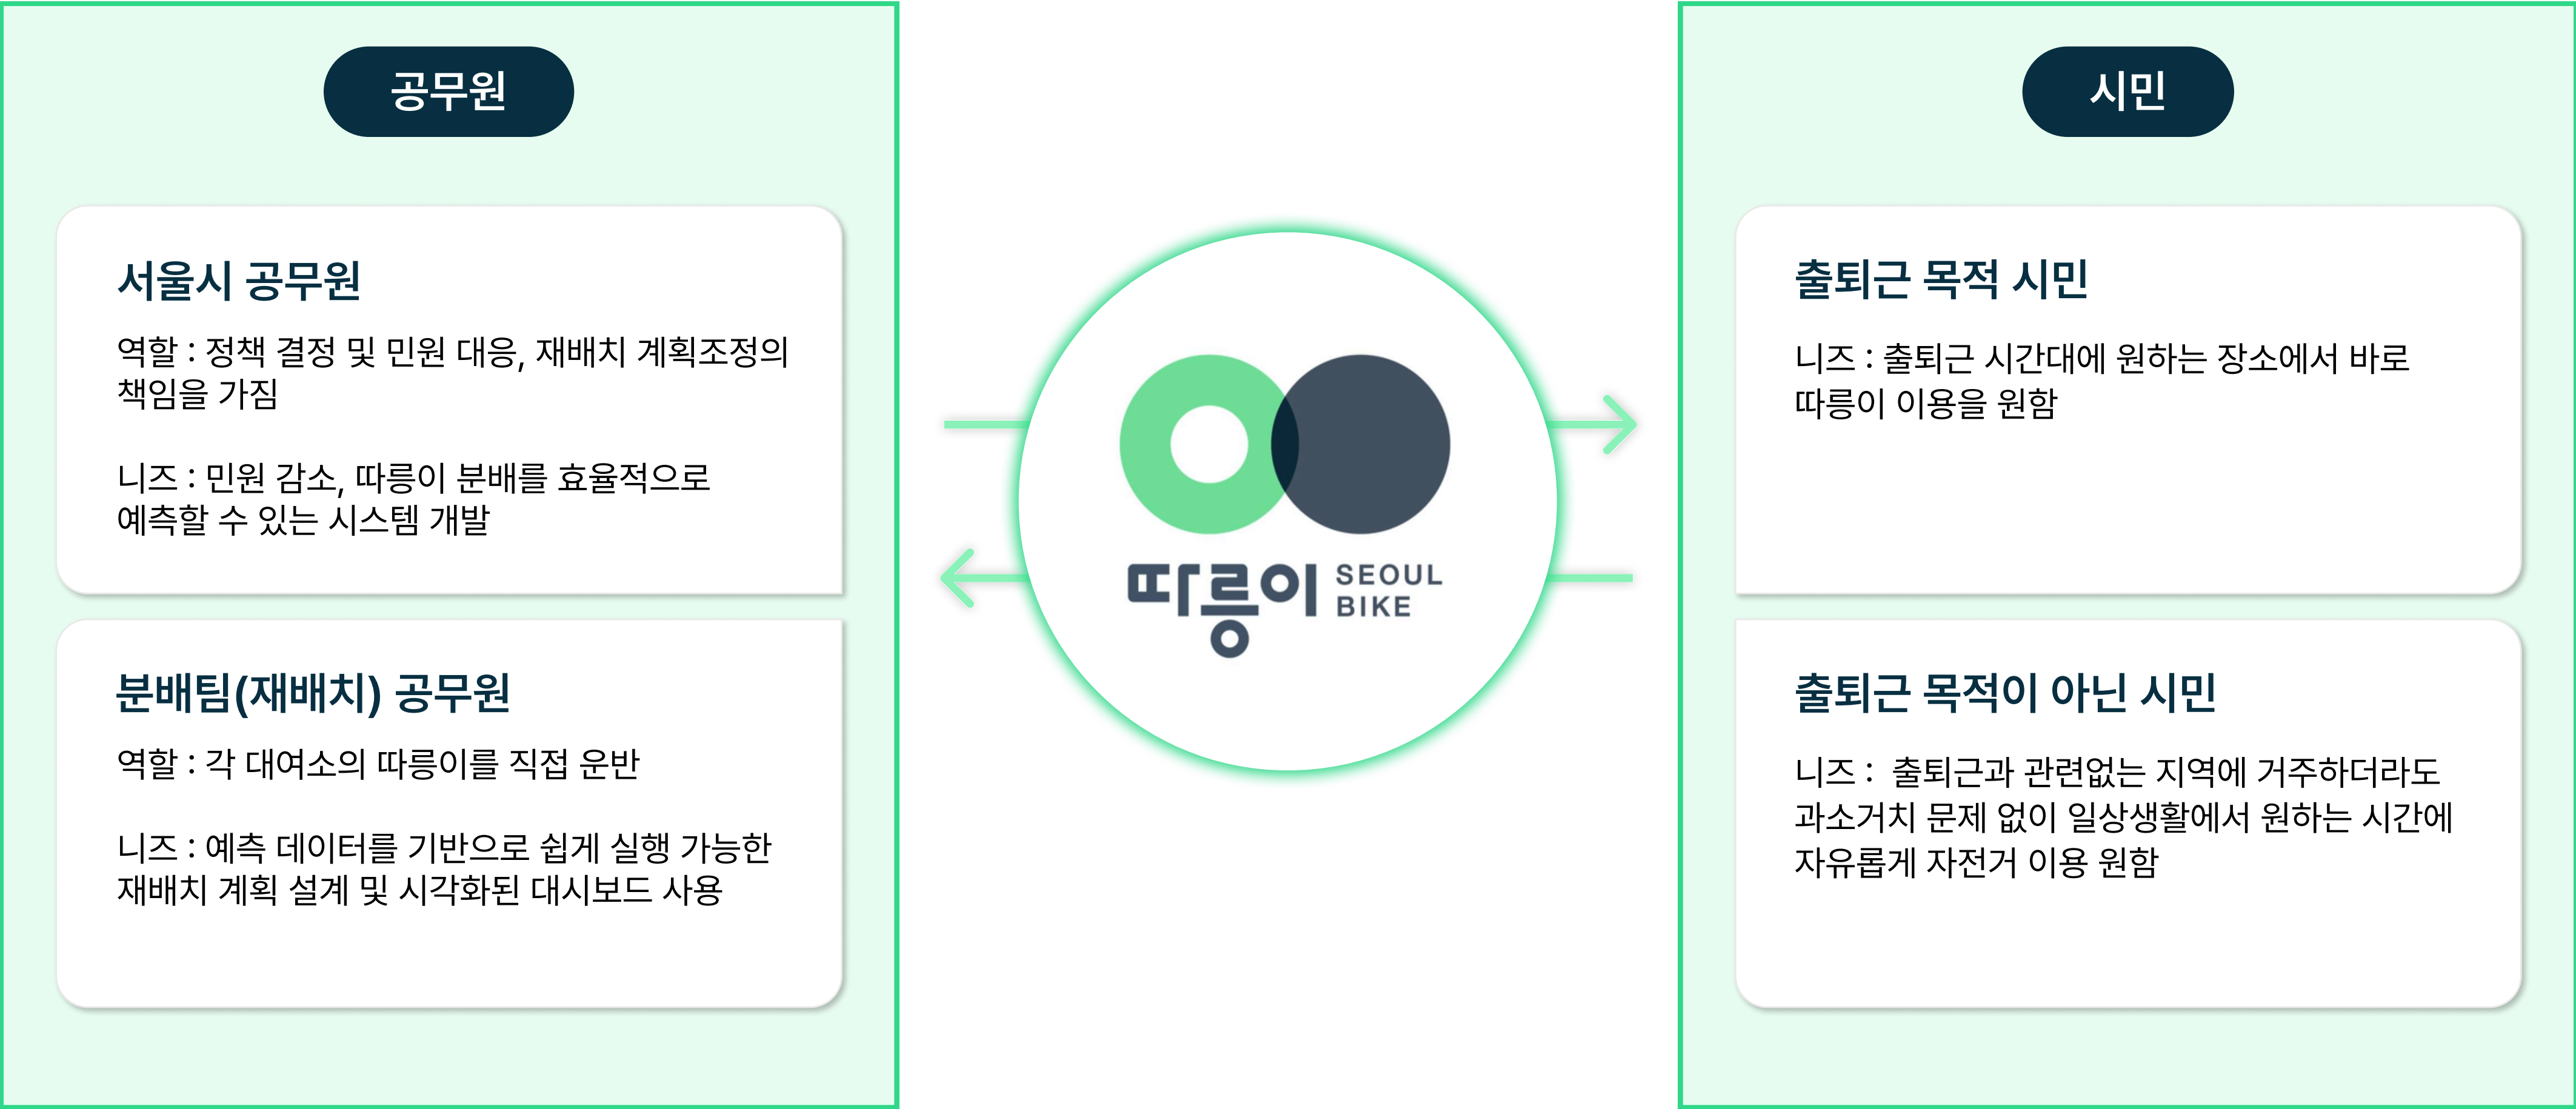 공무원
서울시 공무원
역할 : 정책 결정 및 민원 대응, 재배치 계획조정의
책임을 가짐
니즈 : 민원 감소, 따릉이 분배를 효율적으로
예측할 수 있는 시스템 개발
분배팀(재배치) 공무원
역할 : 각 대여소의 따릉이를 직접 운반
니즈 : 예측 데이터를 기반으로 쉽게 실행 가능한
재배치 계획 설계 및 시각화된 대시보드 사용
따릉이 SEOUL
BIKE
시민
출퇴근 목적 시민
니즈 : 출퇴근 시간대에 원하는 장소에서 바로
따릉이 이용을 원함
출퇴근 목적이 아닌 시민
니즈 : 출퇴근과 관련없는 지역에 거주하더라도
과소거치 문제 없이 일상생활에서 원하는 시간에
자유롭게 자전거 이용 원함